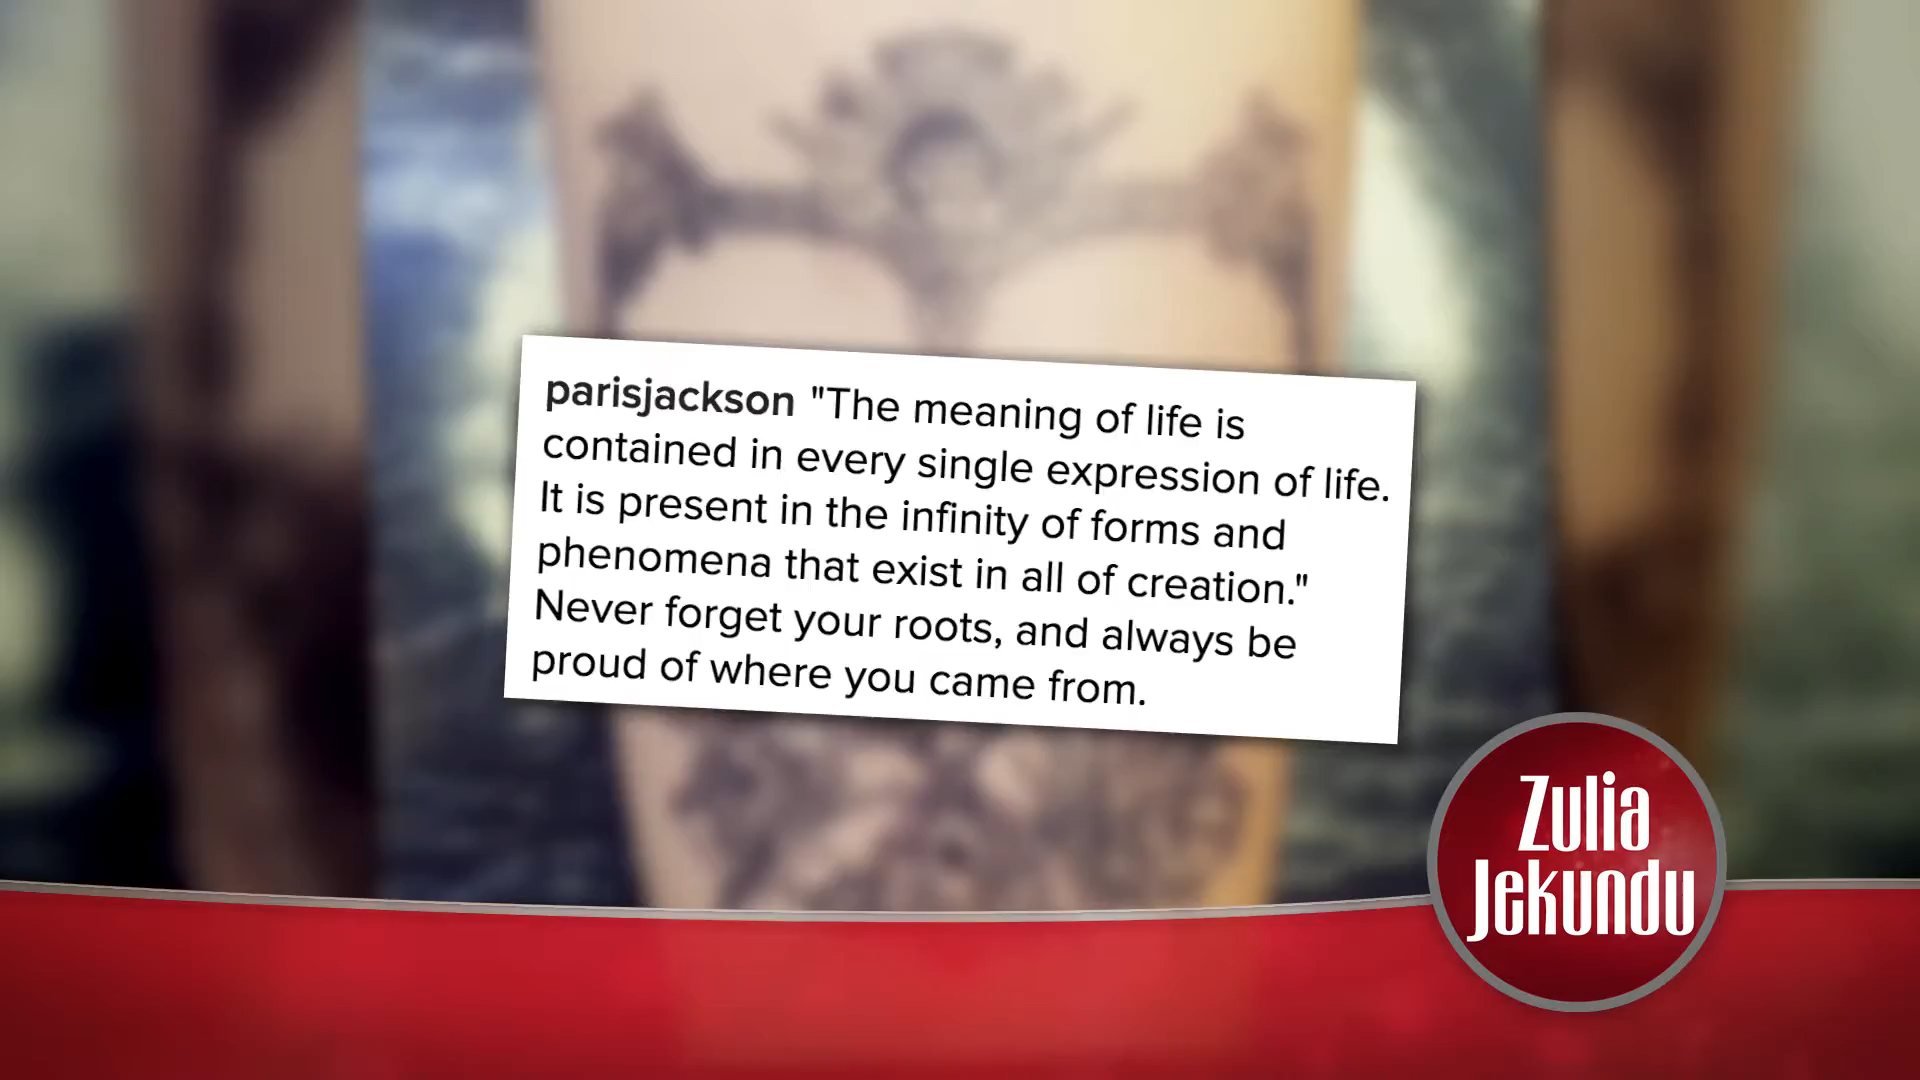 parisjackson "The meaning of life is
contained in every single expression of life.
It is present in the infinity of forms and
phenomena that exist in all of creation."
Never forget your roots, and always be
proud of where you came from.
Zulia
Jekundu